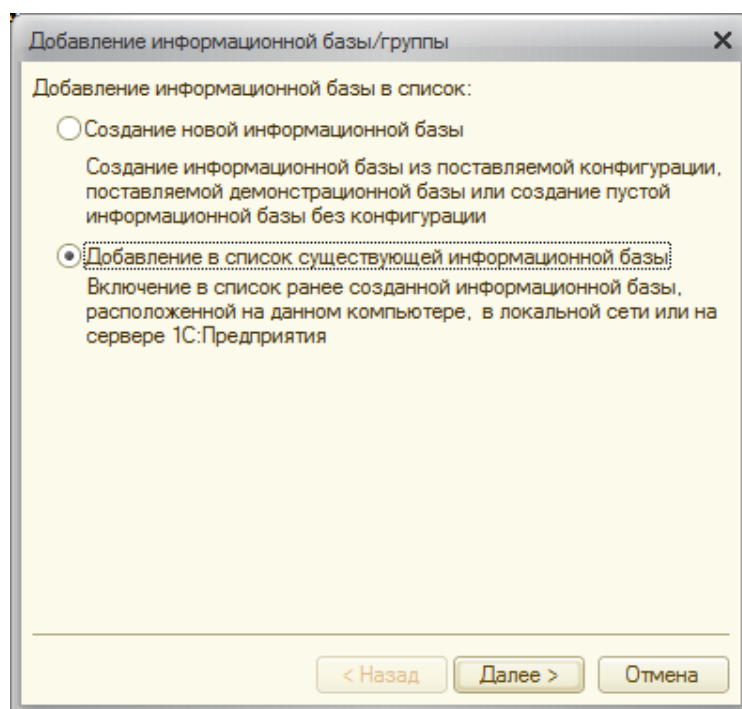 Добавление информационной базы/группы
Добавление информационной базы в список:
Создание новой информационной базы
Создание информационной базы из поставляемой конфигурации,
поставляемой демонстрационной базы или создание пустой
информационной базы без конфигурации
Добавление в список существующей информационной базы
Включение в список ранее созданной информационной базы,
расположенной на данном компьютере, в локальной сети или на
сервере 1С:Предприятия
< Назад Далее > Отмена